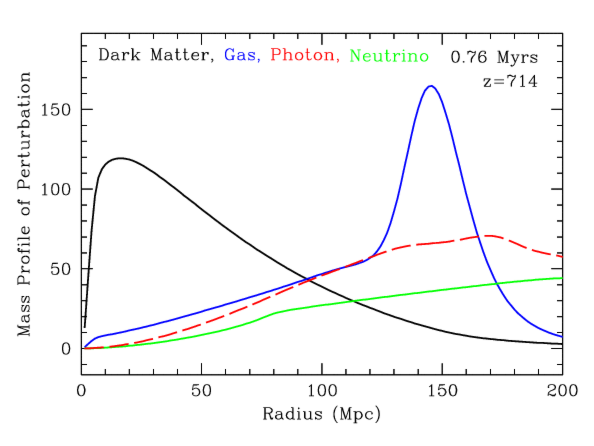 Dark Matter, Gas, Photon, Neutrino 0.76 Myrs
z=714
Mass Profile of Perturbation
150
100
50
0
0 50 100 150 200
Radius (Mpc)